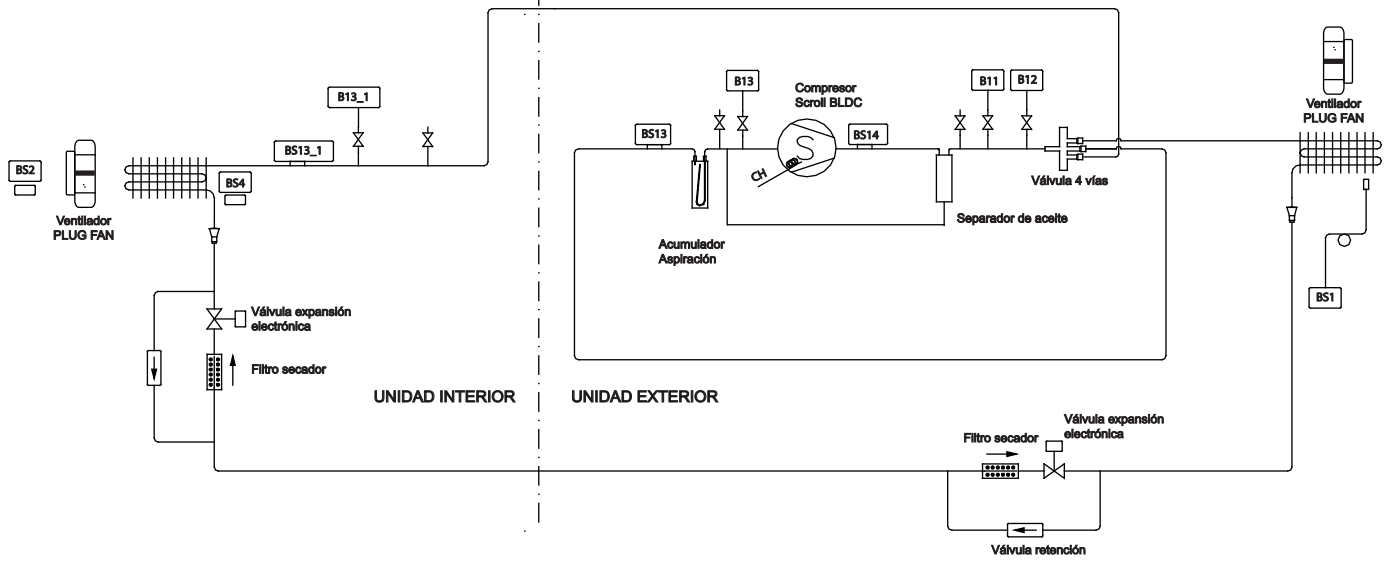 B13_1
BS13_1
BS2
BS4
Ventilador
PLUG FAN
Válvula expansión
electrónica
Filtro secador
UNIDAD INTERIOR
UNIDAD EXTERIOR
B13
Compresor
Scroll BLDC
B11
B12
BS13
BS14
S
CH
Válvula 4 vías
Separador de aceite
Acumulador
Aspiración
Ventilador
PLUG FAN
BS1
Válvula expansión
electrónica
Filtro secador
Válvula retención